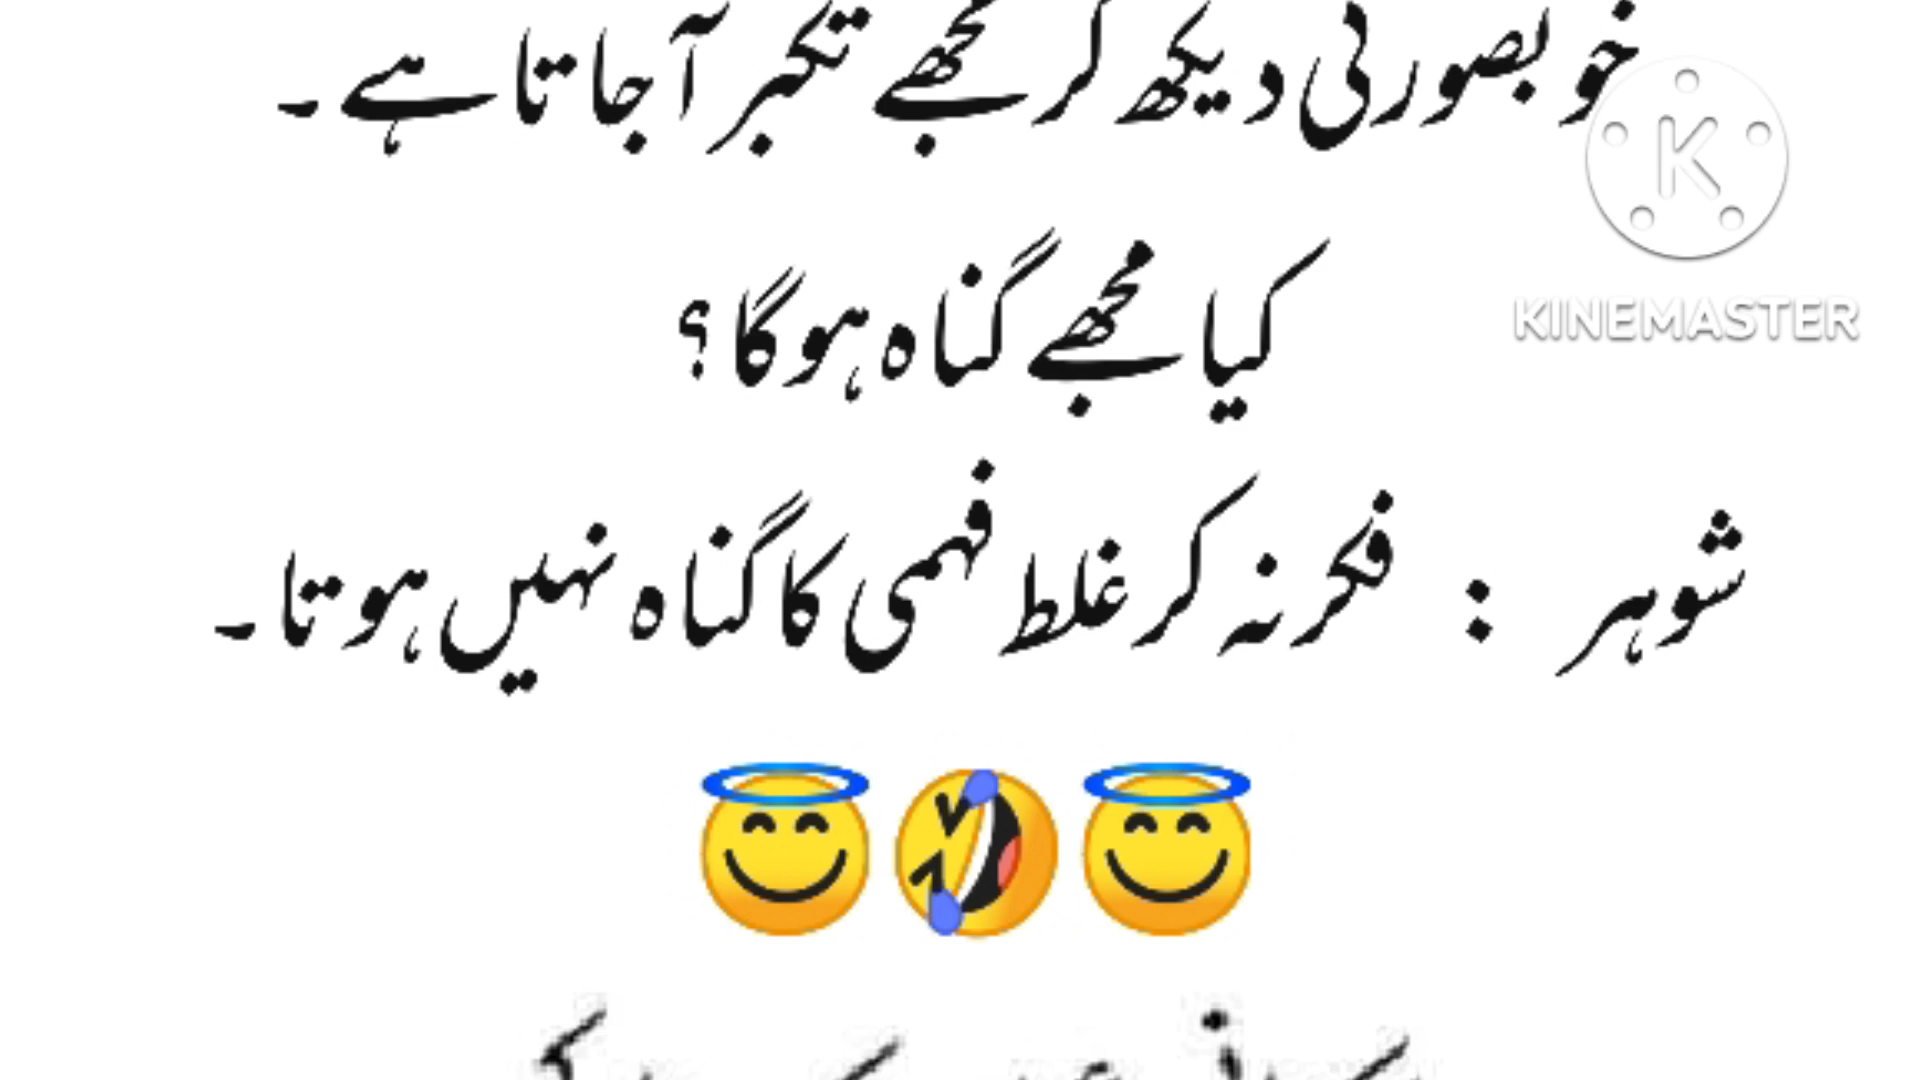 خوبصورتی دیکھ کر مجھے تکبر آجاتا ہے۔
کیا مجھے گناہ ہوگا؟
شوہر : فکر نہ کر غلط فہمی کا گناہ نہیں ہوتا۔
K
KINEMASTER